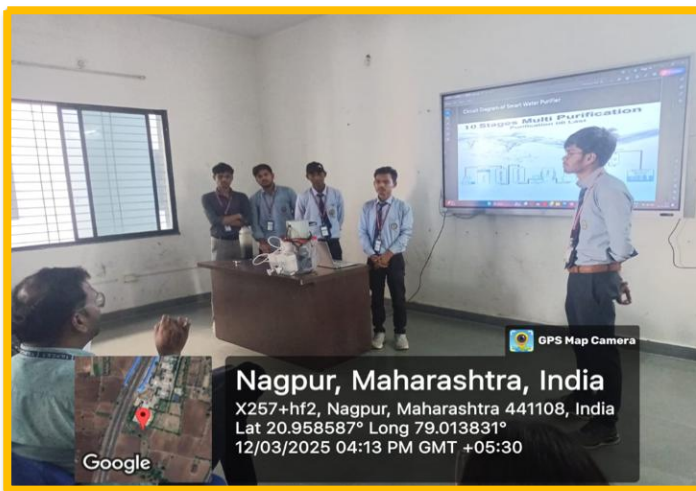 Circuit Diagram of Smart Water Purifier
10 Stages Multi Purification
GPS Map Camera
Nagpur, Maharashtra, India
X257+hf2, Nagpur, Maharashtra 441108, India
Lat 20.958587° Long 79.013831°
12/03/2025 04:13 PM GMT +05:30
Google